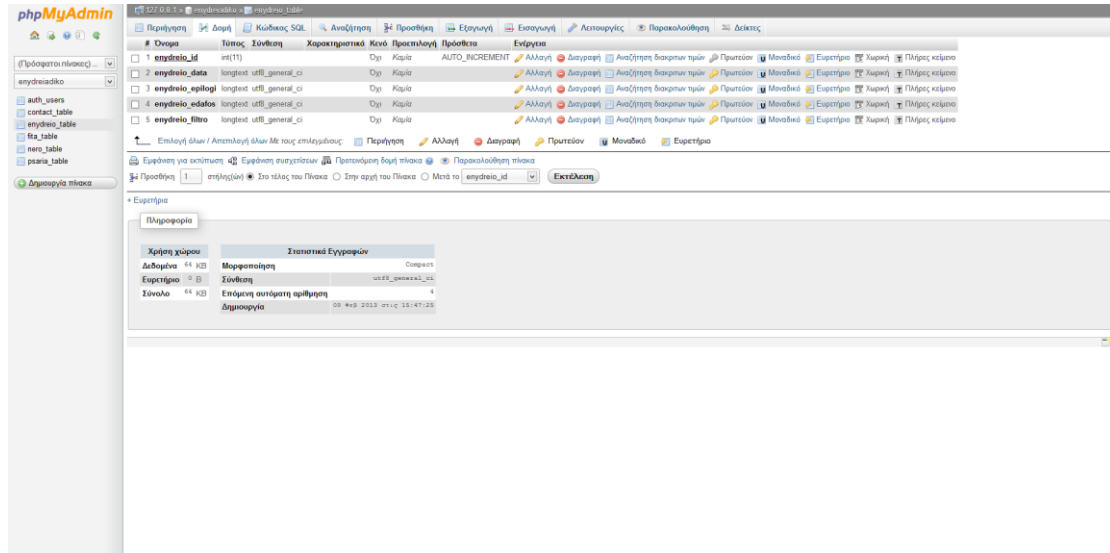 phpMyAdmin
(Πρόσφατοι πίνακες) ...
enydreiadiko
auth_users
contact_table
enydreio_table
fita_table
nero_table
psaria_table
Δημιουργία πίνακα
127.0.0.1 » enydreiadiko » enydreio_table
Περιήγηση Δομή Κώδικας SQL Αναζήτηση Προσθήκη Εξαγωγή Εισαγωγή Λειτουργίες Παρακολούθηση Δείκτες
# Όνομα Τύπος Σύνθεση Χαρακτηριστικά Κενό Προεπιλογή Πρόσθετα Ενέργεια
1 enydreio_id int(11) Όχι Καμία AUTO_INCREMENT Αλλαγή Διαγραφή Αναζήτηση διακριτων τιμών Πρωτεύον Μοναδικό Ευρετήριο Χωρική Πλήρες κείμενο
2 enydreio_data longtext utf8_general_ci Όχι Καμία Αλλαγή Διαγραφή Αναζήτηση διακριτων τιμών Πρωτεύον Μοναδικό Ευρετήριο Χωρική Πλήρες κείμενο
3 enydreio_epilogi longtext utf8_general_ci Όχι Καμία Αλλαγή Διαγραφή Αναζήτηση διακριτων τιμών Πρωτεύον Μοναδικό Ευρετήριο Χωρική Πλήρες κείμενο
4 enydreio_edafos longtext utf8_general_ci Όχι Καμία Αλλαγή Διαγραφή Αναζήτηση διακριτων τιμών Πρωτεύον Μοναδικό Ευρετήριο Χωρική Πλήρες κείμενο
5 enydreio_filtro longtext utf8_general_ci Όχι Καμία Αλλαγή Διαγραφή Αναζήτηση διακριτων τιμών Πρωτεύον Μοναδικό Ευρετήριο Χωρική Πλήρες κείμενο
Επιλογή όλων / Απεπιλογή όλων Με τους επιλεγμένους: Περιήγηση Αλλαγή Διαγραφή Πρωτεύον Μοναδικό Ευρετήριο
Εμφάνιση για εκτύπωση Εμφάνιση συσχετίσεων Προτεινόμενη δομή πίνακα Παρακολούθηση πίνακα
Προσθήκη 1 στήλης(ών) Στο τέλος του Πίνακα Στην αρχή του Πίνακα Μετά το enydreio_id Εκτέλεση
+ Ευρετήρια
Πληροφορία
Χρήση χώρου
Δεδομένα 64 KB
Ευρετήριο 0 B
Σύνολο 64 KB
Στατιστικά Εγγραφών
Μορφοποίηση Compact
Σύνθεση utf8_general_ci
Επόμενη αυτόματη αρίθμηση 4
Δημιουργία 08 Φεβ 2013 στις 15:47:25